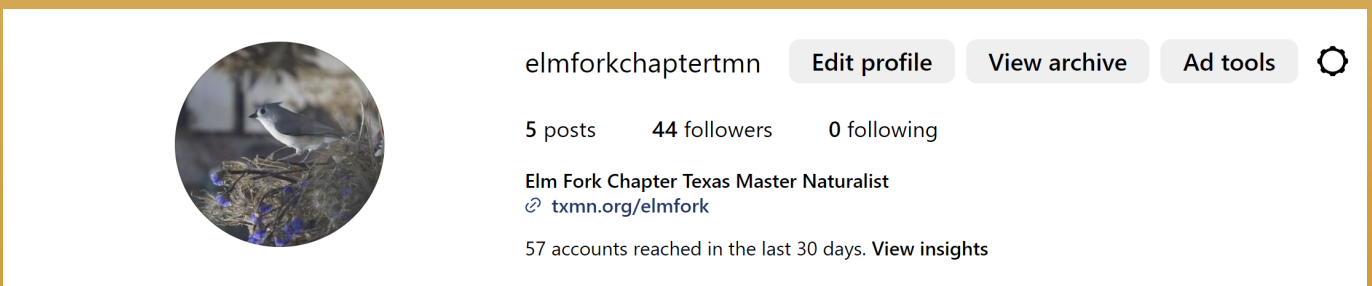 elmforkchaptertmn Edit profile View archive Ad tools
5 posts 44 followers 0 following
Elm Fork Chapter Texas Master Naturalist
txmn.org/elmfork
57 accounts reached in the last 30 days. View insights